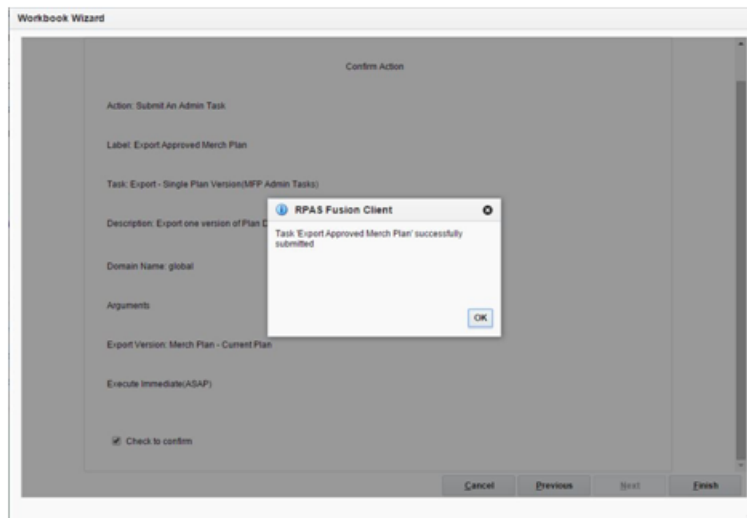 Workbook Wizard
Confirm Action
Action: Submit An Admin Task
Label: Export Approved Merch Plan
Task: Export - Single Plan Version(MFP Admin Tasks)
Description: Export one version of Plan D
RPAS Fusion Client
Task 'Export Approved Merch Plan' successfully
submitted
OK
Domain Name: global
Arguments
Export Version: Merch Plan - Current Plan
Execute Immediate(ASAP)
Check to confirm
Cancel Previous Next Finish